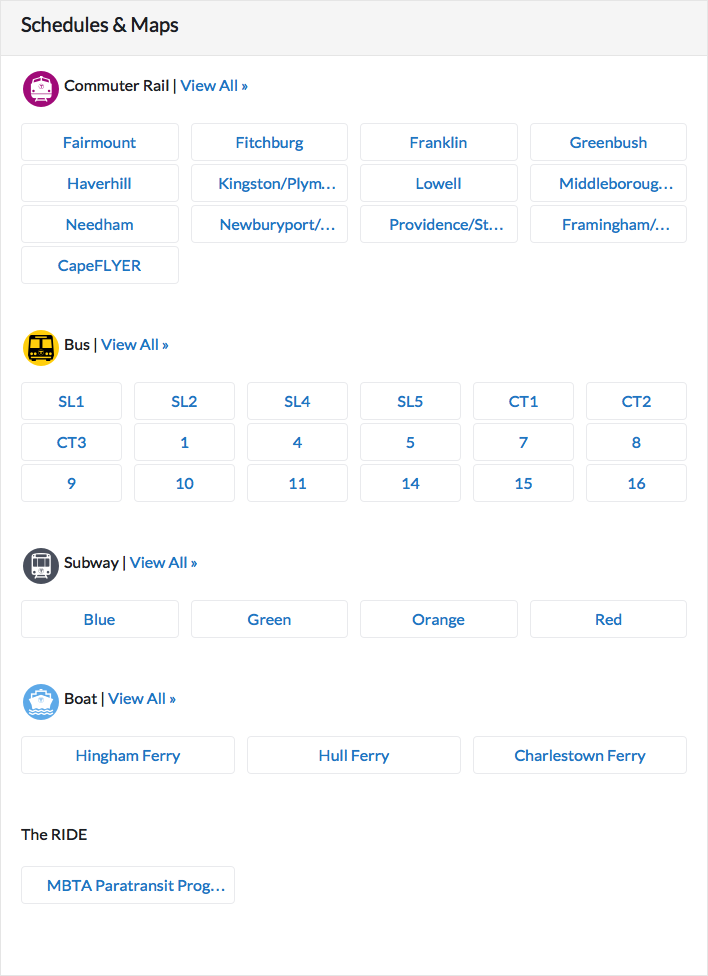 Schedules & Maps
Commuter Rail | View All »
Fairmount Fitchburg Franklin Greenbush
Haverhill Kingston/Plym... Lowell Middleboroug...
Needham Newburyport/... Providence/St... Framingham/...
CapeFLYER
Bus | View All »
SL1 SL2 SL4 SL5 CT1 CT2
CT3 1 4 5 7 8
9 10 11 14 15 16
Subway | View All »
Blue Green Orange Red
Boat | View All »
Hingham Ferry Hull Ferry Charlestown Ferry
The RIDE
MBTA Paratransit Prog...